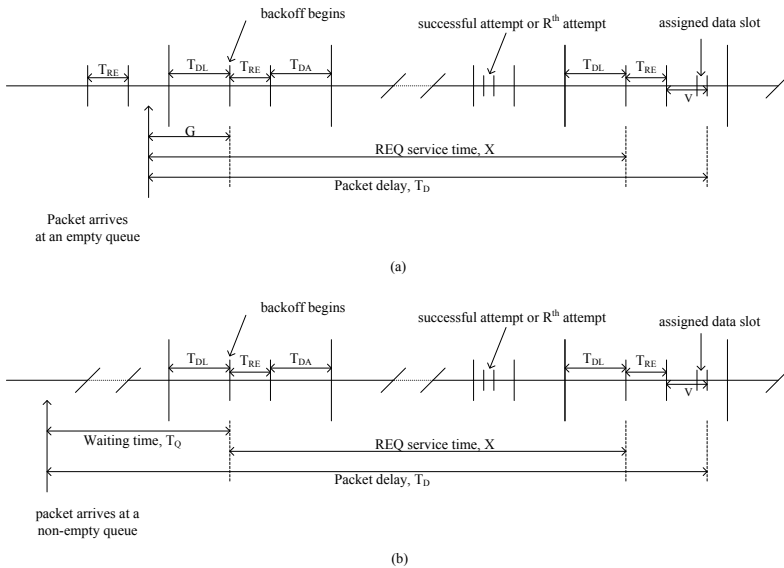 backoff begins
successful attempt or Rth attempt
assigned data slot
TRE
TDL
TRE
TDA
TDL
TRE
V
G
REQ service time, X
Packet delay, TD
Packet arrives
at an empty queue
(a)
backoff begins
successful attempt or Rth attempt
assigned data slot
TDL
TRE
TDA
TDL
TRE
V
Waiting time, TQ
REQ service time, X
Packet delay, TD
packet arrives at a
non-empty queue
(b)